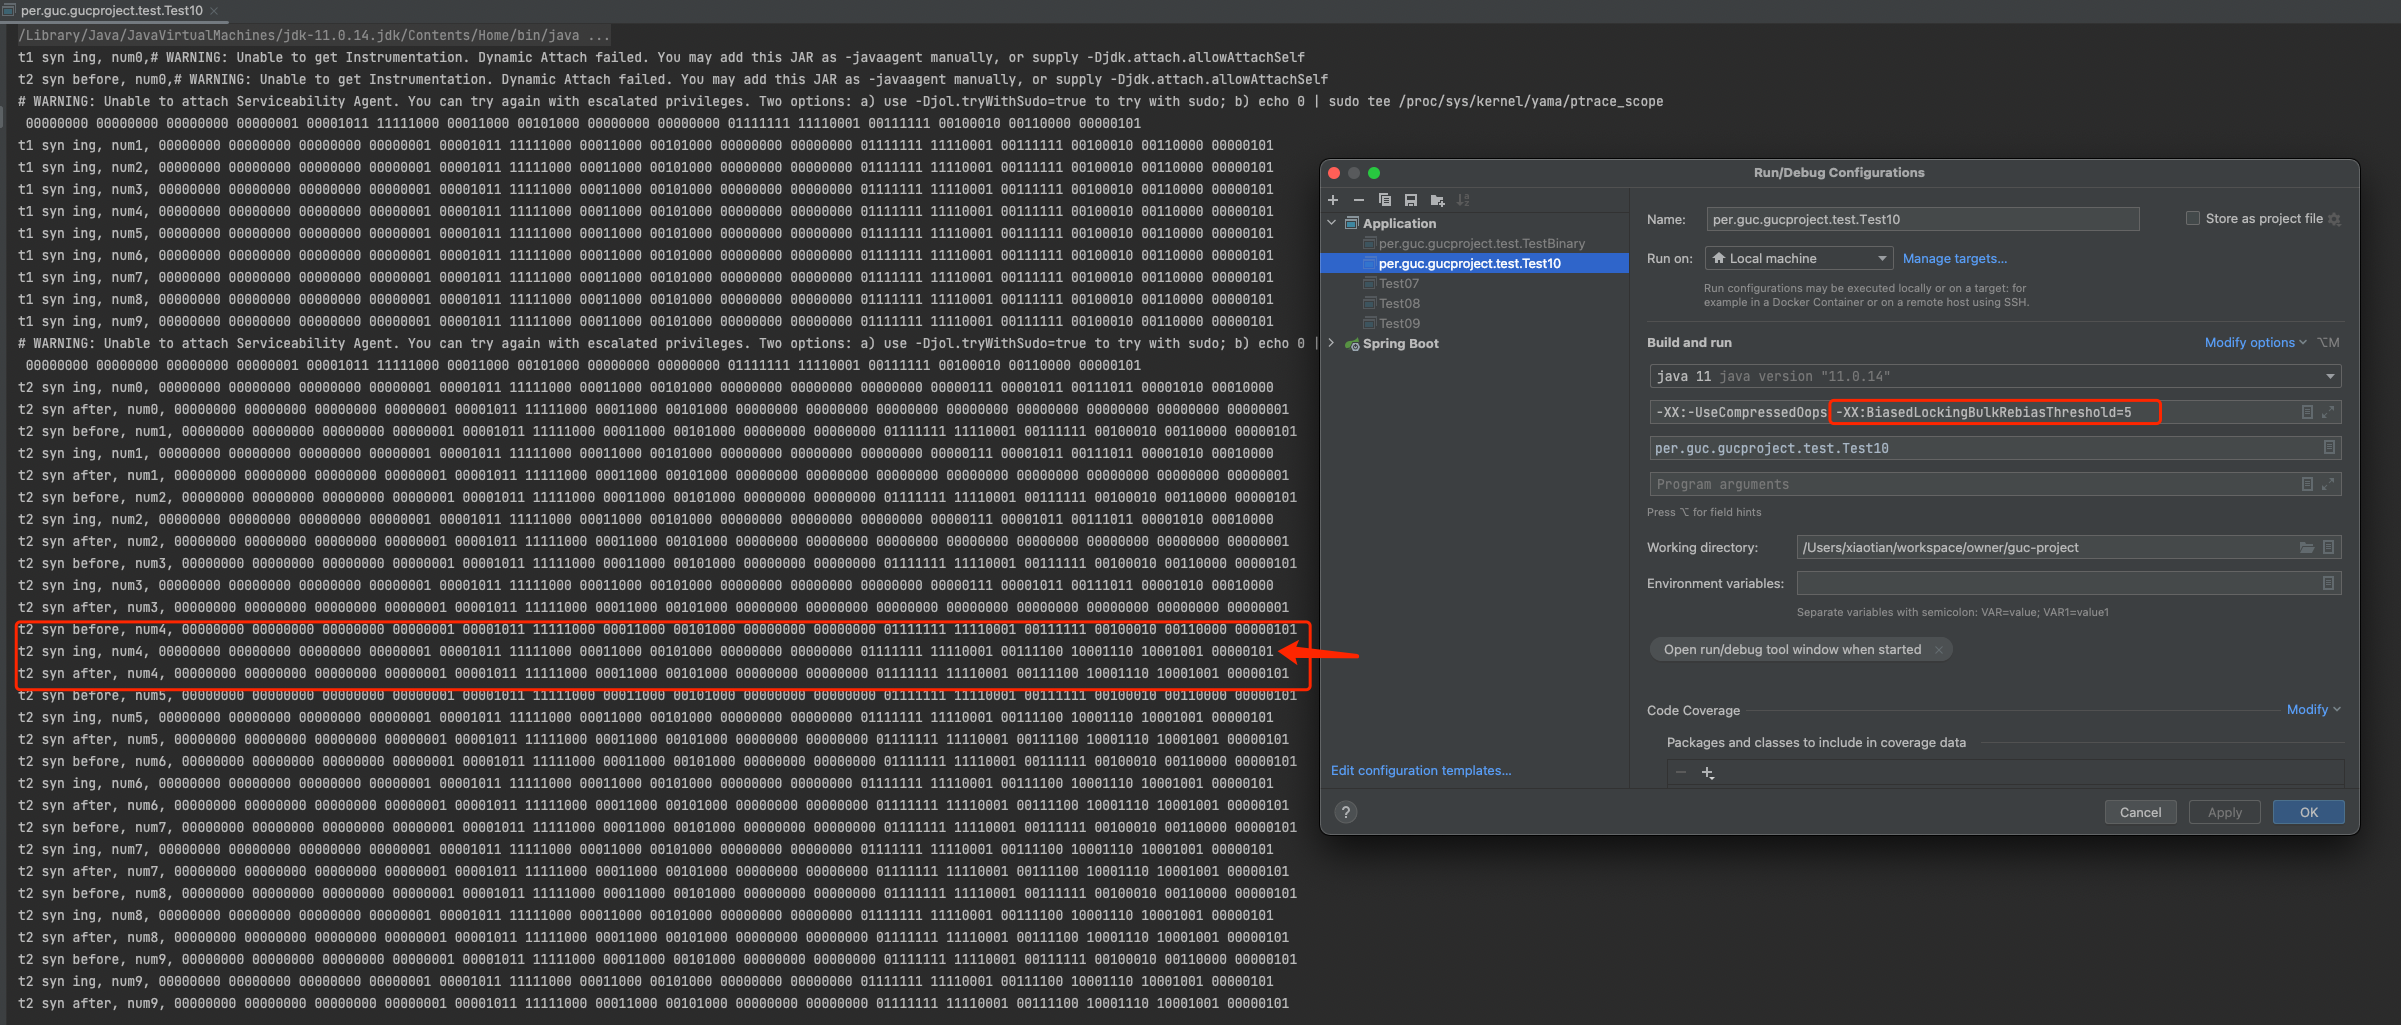 per.guc.gucproject.test.Test10
/Library/Java/JavaVirtualMachines/jdk-11.0.14.jdk/Contents/Home/bin/java ...
t1 syn ing, num0,# WARNING: Unable to get Instrumentation. Dynamic Attach failed. You may add this JAR as -javaagent manually, or supply -Djdk.attach.allowAttachSelf
t2 syn before, num0,# WARNING: Unable to get Instrumentation. Dynamic Attach failed. You may add this JAR as -javaagent manually, or supply -Djdk.attach.allowAttachSelf
# WARNING: Unable to attach Serviceability Agent. You can try again with escalated privileges. Two options: a) use -Djol.tryWithSudo=true to try with sudo; b) echo 0 | sudo tee /proc/sys/kernel/yama/ptrace_scope
00000000 00000000 00000000 00000001 00001011 11111000 00011000 00101000 00000000 00000000 01111111 11110001 00111111 00100010 00110000 00000101
t1 syn ing, num1, 00000000 00000000 00000000 00000001 00001011 11111000 00011000 00101000 00000000 00000000 01111111 11110001 00111111 00100010 00110000 00000101
t1 syn ing, num2, 00000000 00000000 00000000 00000001 00001011 11111000 00011000 00101000 00000000 00000000 01111111 11110001 00111111 00100010 00110000 00000101
t1 syn ing, num3, 00000000 00000000 00000000 00000001 00001011 11111000 00011000 00101000 00000000 00000000 01111111 11110001 00111111 00100010 00110000 00000101
t1 syn ing, num4, 00000000 00000000 00000000 00000001 00001011 11111000 00011000 00101000 00000000 00000000 01111111 11110001 00111111 00100010 00110000 00000101
t1 syn ing, num5, 00000000 00000000 00000000 00000001 00001011 11111000 00011000 00101000 00000000 00000000 01111111 11110001 00111111 00100010 00110000 00000101
t1 syn ing, num6, 00000000 00000000 00000000 00000001 00001011 11111000 00011000 00101000 00000000 00000000 01111111 11110001 00111111 00100010 00110000 00000101
t1 syn ing, num7, 00000000 00000000 00000000 00000001 00001011 11111000 00011000 00101000 00000000 00000000 01111111 11110001 00111111 00100010 00110000 00000101
t1 syn ing, num8, 00000000 00000000 00000000 00000001 00001011 11111000 00011000 00101000 00000000 00000000 01111111 11110001 00111111 00100010 00110000 00000101
t1 syn ing, num9, 00000000 00000000 00000000 00000001 00001011 11111000 00011000 00101000 00000000 00000000 01111111 11110001 00111111 00100010 00110000 00000101
# WARNING: Unable to attach Serviceability Agent. You can try again with escalated privileges. Two options: a) use -Djol.tryWithSudo=true to try with sudo; b) echo 0 |
00000000 00000000 00000000 00000001 00001011 11111000 00011000 00101000 00000000 00000000 01111111 11110001 00111111 00100010 00110000 00000101
t2 syn ing, num0, 00000000 00000000 00000000 00000001 00001011 11111000 00011000 00101000 00000000 00000000 00000000 00000111 00001011 00111011 00001010 00010000
t2 syn after, num0, 00000000 00000000 00000000 00000001 00001011 11111000 00011000 00101000 00000000 00000000 00000000 00000000 00000000 00000000 00000000 00000001
t2 syn before, num1, 00000000 00000000 00000000 00000001 00001011 11111000 00011000 00101000 00000000 00000000 01111111 11110001 00111111 00100010 00110000 00000101
t2 syn ing, num1, 00000000 00000000 00000000 00000001 00001011 11111000 00011000 00101000 00000000 00000000 00000000 00000111 00001011 00111011 00001010 00010000
t2 syn after, num1, 00000000 00000000 00000000 00000001 00001011 11111000 00011000 00101000 00000000 00000000 00000000 00000000 00000000 00000000 00000000 00000001
t2 syn before, num2, 00000000 00000000 00000000 00000001 00001011 11111000 00011000 00101000 00000000 00000000 01111111 11110001 00111111 00100010 00110000 00000101
t2 syn ing, num2, 00000000 00000000 00000000 00000001 00001011 11111000 00011000 00101000 00000000 00000000 00000000 00000111 00001011 00111011 00001010 00010000
t2 syn after, num2, 00000000 00000000 00000000 00000001 00001011 11111000 00011000 00101000 00000000 00000000 00000000 00000000 00000000 00000000 00000000 00000001
t2 syn before, num3, 00000000 00000000 00000000 00000001 00001011 11111000 00011000 00101000 00000000 00000000 01111111 11110001 00111111 00100010 00110000 00000101
t2 syn ing, num3, 00000000 00000000 00000000 00000001 00001011 11111000 00011000 00101000 00000000 00000000 00000000 00000111 00001011 00111011 00001010 00010000
t2 syn after, num3, 00000000 00000000 00000000 00000001 00001011 11111000 00011000 00101000 00000000 00000000 00000000 00000000 00000000 00000000 00000000 00000001
t2 syn before, num4, 00000000 00000000 00000000 00000001 00001011 11111000 00011000 00101000 00000000 00000000 01111111 11110001 00111111 00100010 00110000 00000101
t2 syn ing, num4, 00000000 00000000 00000000 00000001 00001011 11111000 00011000 00101000 00000000 00000000 01111111 11110001 00111100 10001110 10001001 00000101
t2 syn after, num4, 00000000 00000000 00000000 00000001 00001011 11111000 00011000 00101000 00000000 00000000 01111111 11110001 00111100 10001110 10001001 00000101
t2 syn before, num5, 00000000 00000000 00000000 00000001 00001011 11111000 00011000 00101000 00000000 00000000 01111111 11110001 00111111 00100010 00110000 00000101
t2 syn ing, num5, 00000000 00000000 00000000 00000001 00001011 11111000 00011000 00101000 00000000 00000000 01111111 11110001 00111100 10001110 10001001 00000101
t2 syn after, num5, 00000000 00000000 00000000 00000001 00001011 11111000 00011000 00101000 00000000 00000000 01111111 11110001 00111100 10001110 10001001 00000101
t2 syn before, num6, 00000000 00000000 00000000 00000001 00001011 11111000 00011000 00101000 00000000 00000000 01111111 11110001 00111111 00100010 00110000 00000101
t2 syn ing, num6, 00000000 00000000 00000000 00000001 00001011 11111000 00011000 00101000 00000000 00000000 01111111 11110001 00111100 10001110 10001001 00000101
t2 syn after, num6, 00000000 00000000 00000000 00000001 00001011 11111000 00011000 00101000 00000000 00000000 01111111 11110001 00111100 10001110 10001001 00000101
t2 syn before, num7, 00000000 00000000 00000000 00000001 00001011 11111000 00011000 00101000 00000000 00000000 01111111 11110001 00111111 00100010 00110000 00000101
t2 syn ing, num7, 00000000 00000000 00000000 00000001 00001011 11111000 00011000 00101000 00000000 00000000 01111111 11110001 00111100 10001110 10001001 00000101
t2 syn after, num7, 00000000 00000000 00000000 00000001 00001011 11111000 00011000 00101000 00000000 00000000 01111111 11110001 00111100 10001110 10001001 00000101
t2 syn before, num8, 00000000 00000000 00000000 00000001 00001011 11111000 00011000 00101000 00000000 00000000 01111111 11110001 00111111 00100010 00110000 00000101
t2 syn ing, num8, 00000000 00000000 00000000 00000001 00001011 11111000 00011000 00101000 00000000 00000000 01111111 11110001 00111100 10001110 10001001 00000101
t2 syn after, num8, 00000000 00000000 00000000 00000001 00001011 11111000 00011000 00101000 00000000 00000000 01111111 11110001 00111100 10001110 10001001 00000101
t2 syn before, num9, 00000000 00000000 00000000 00000001 00001011 11111000 00011000 00101000 00000000 00000000 01111111 11110001 00111111 00100010 00110000 00000101
t2 syn ing, num9, 00000000 00000000 00000000 00000001 00001011 11111000 00011000 00101000 00000000 00000000 01111111 11110001 00111100 10001110 10001001 00000101
t2 syn after, num9, 00000000 00000000 00000000 00000001 00001011 11111000 00011000 00101000 00000000 00000000 01111111 11110001 00111100 10001110 10001001 00000101
Run/Debug Configurations
Application
per.guc.gucproject.test.TestBinary
per.guc.gucproject.test.Test10
Test07
Test08
Test09
Spring Boot
Edit configuration templates...
Name: per.guc.gucproject.test.Test10
Store as project file
Run on: Local machine
Manage targets...
Run configurations may be executed locally or on a target: for
example in a Docker Container or on a remote host using SSH.
Build and run
Modify options ⌥M
java 11 java version "11.0.14"
-XX:-UseCompressedOops -XX:BiasedLockingBulkRebiasThreshold=5
per.guc.gucproject.test.Test10
Program arguments
Press ⌥ for field hints
Working directory: /Users/xiaotian/workspace/owner/guc-project
Environment variables:
Separate variables with semicolon: VAR=value; VAR1=value1
Open run/debug tool window when started
Code Coverage
Modify
Packages and classes to include in coverage data
?
Cancel
Apply
OK